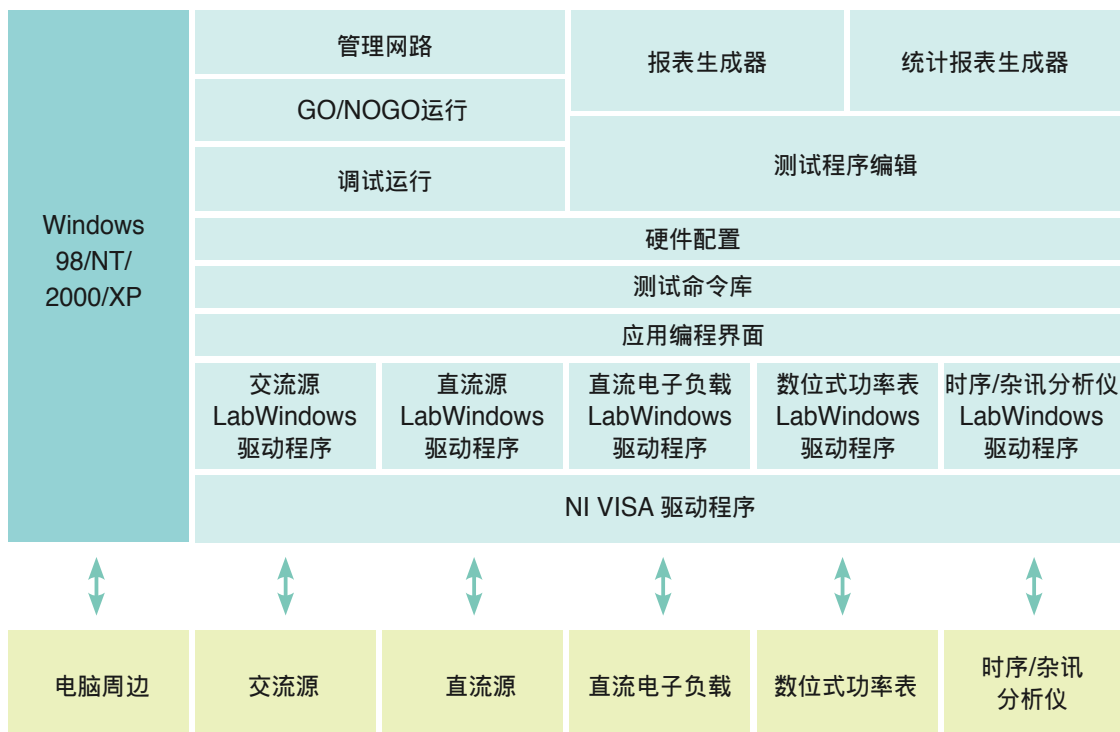 管理网路
报表生成器
统计报表生成器
GO/NOGO运行
测试程序编辑
调试运行
Windows
98/NT/
2000/XP
硬件配置
测试命令库
应用编程界面
交流源
LabWindows
驱动程序
直流源
LabWindows
驱动程序
直流电子负载
LabWindows
驱动程序
数位式功率表
LabWindows
驱动程序
时序/杂讯分析仪
LabWindows
驱动程序
NI VISA 驱动程序
电脑周边
交流源
直流源
直流电子负载
数位式功率表
时序/杂讯
分析仪